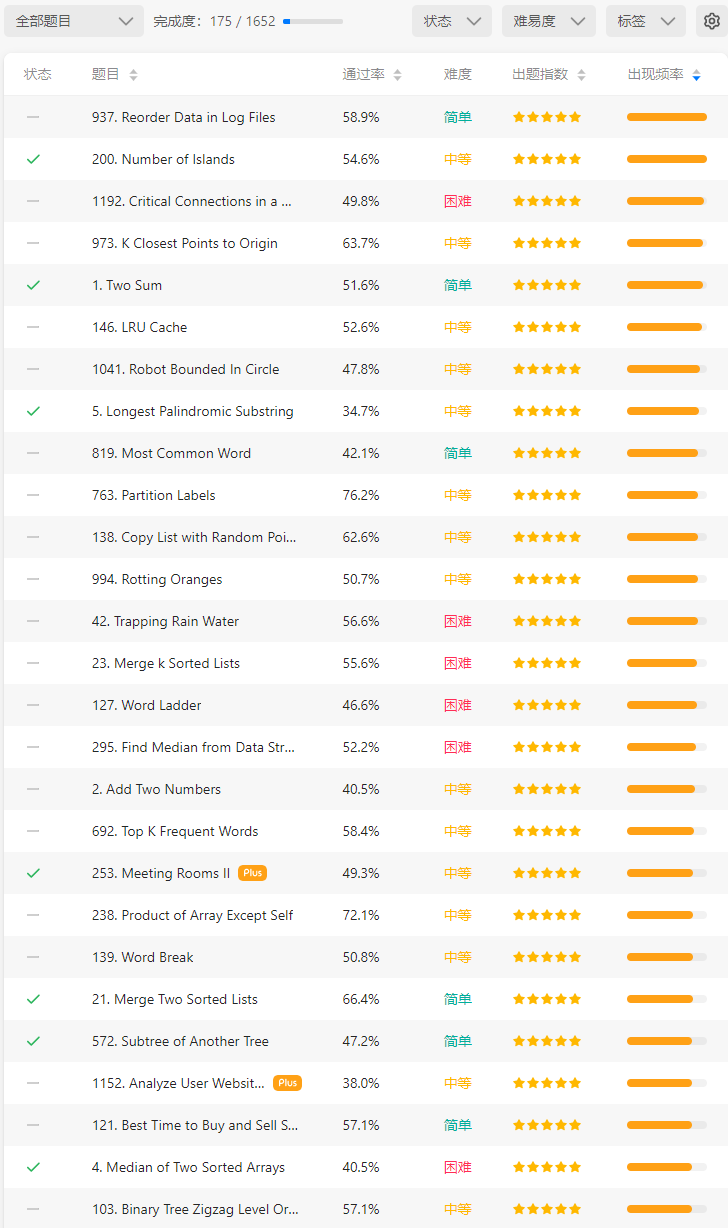 全部题目 完成度：175 / 1652 状态 难易度 标签
状态 题目 通过率 难度 出题指数 出现频率
937. Reorder Data in Log Files 58.9% 简单
200. Number of Islands 54.6% 中等
1192. Critical Connections in a ... 49.8% 困难
973. K Closest Points to Origin 63.7% 中等
1. Two Sum 51.6% 简单
146. LRU Cache 52.6% 中等
1041. Robot Bounded In Circle 47.8% 中等
5. Longest Palindromic Substring 34.7% 中等
819. Most Common Word 42.1% 简单
763. Partition Labels 76.2% 中等
138. Copy List with Random Poi... 62.6% 中等
994. Rotting Oranges 50.7% 中等
42. Trapping Rain Water 56.6% 困难
23. Merge k Sorted Lists 55.6% 困难
127. Word Ladder 46.6% 困难
295. Find Median from Data Str... 52.2% 困难
2. Add Two Numbers 40.5% 中等
692. Top K Frequent Words 58.4% 中等
253. Meeting Rooms II Plus 49.3% 中等
238. Product of Array Except Self 72.1% 中等
139. Word Break 50.8% 中等
21. Merge Two Sorted Lists 66.4% 简单
572. Subtree of Another Tree 47.2% 简单
1152. Analyze User Websit... Plus 38.0% 中等
121. Best Time to Buy and Sell S... 57.1% 简单
4. Median of Two Sorted Arrays 40.5% 困难
103. Binary Tree Zigzag Level Or... 57.1% 中等